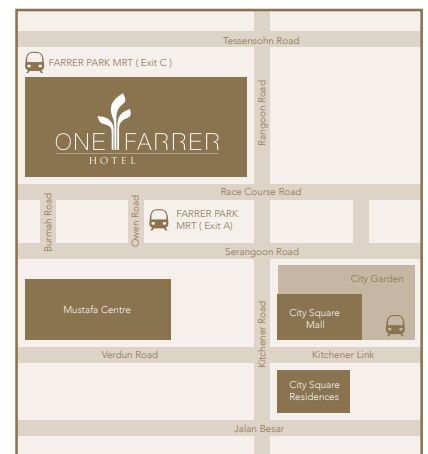 Tessensohn Road
FARRER PARK MRT ( Exit C )
Rangoon Road
ONE FARRER
HOTEL
Race Course Road
Burmah Road
Owen Road
FARRER PARK
MRT ( Exit A)
Serangoon Road
City Garden
Mustafa Centre
Kitchener Road
City Square
Mall
Verdun Road
Kitchener Link
City Square
Residences
Jalan Besar